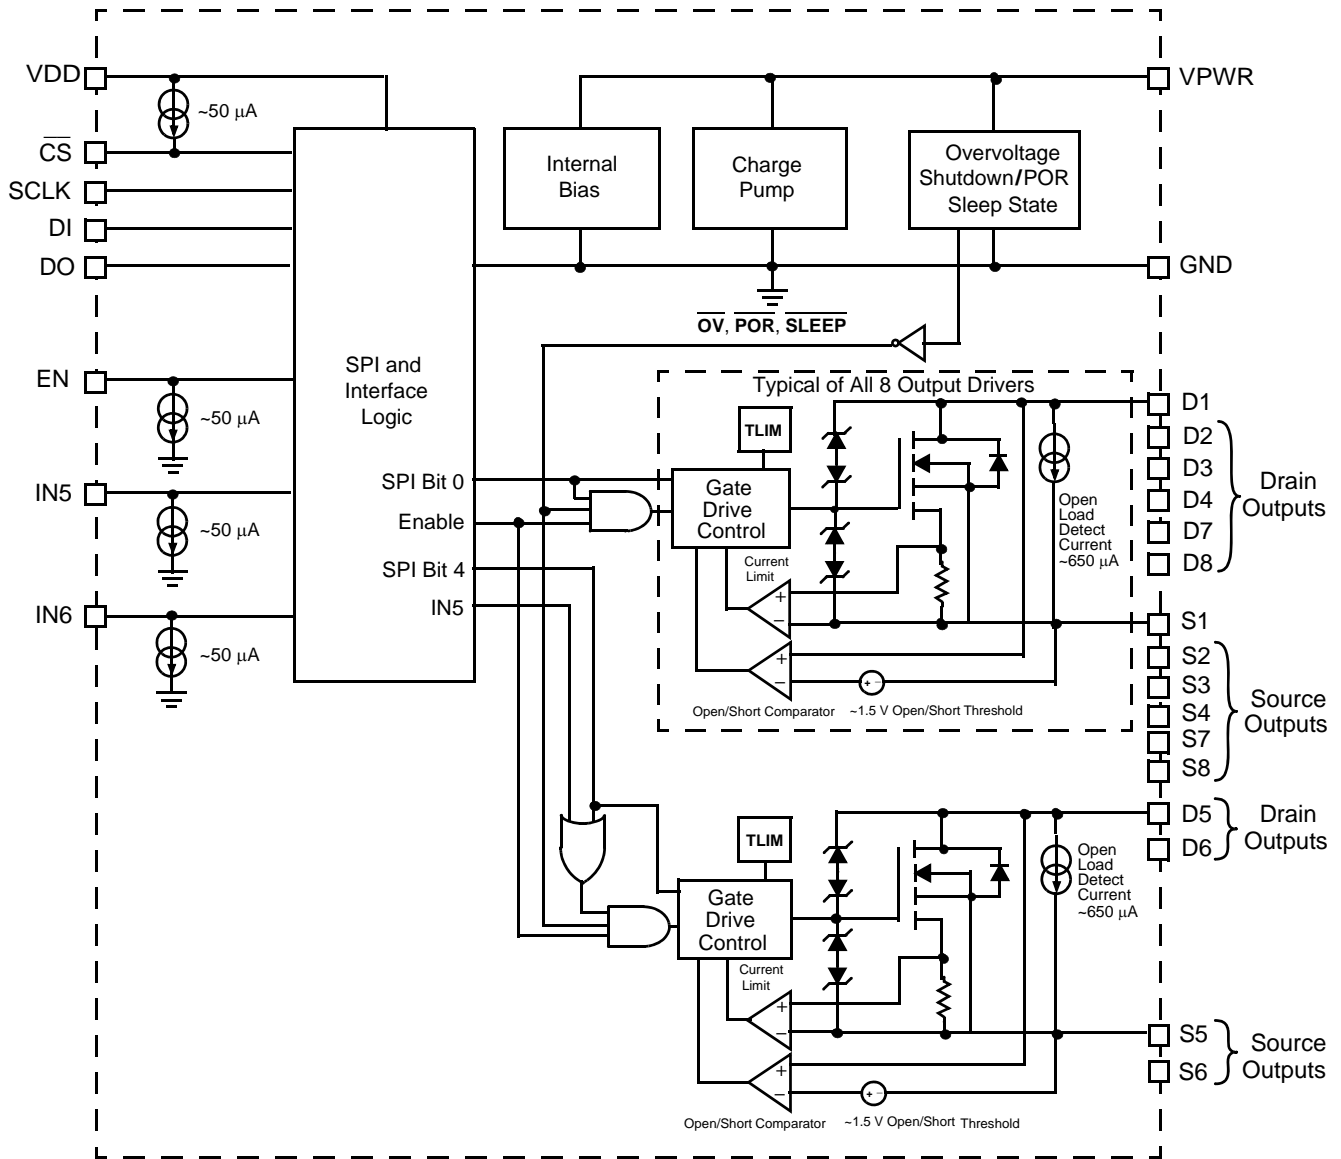 VDD
~50 µA
CS
SCLK
DI
DO
EN
~50 µA
IN5
~50 µA
IN6
~50 µA
SPI and
Interface
Logic
SPI Bit 0
Enable
SPI Bit 4
IN5
Internal
Bias
Charge
Pump
Overvoltage
Shutdown/POR
Sleep State
VPWR
GND
OV, POR, SLEEP
Typical of All 8 Output Drivers
TLIM
Gate
Drive
Control
Current
Limit
+
–
+
–
+ –
Open
Load
Detect
Current
~650 µA
Open/Short Comparator
~1.5 V Open/Short Threshold
D1
D2
D3
D4
D7
D8
Drain
Outputs
S1
S2
S3
S4
S7
S8
Source
Outputs
TLIM
Gate
Drive
Control
Current
Limit
+
–
+
–
+ –
Open
Load
Detect
Current
~650 µA
Open/Short Comparator
~1.5 V Open/Short Threshold
D5
D6
Drain
Outputs
S5
S6
Source
Outputs